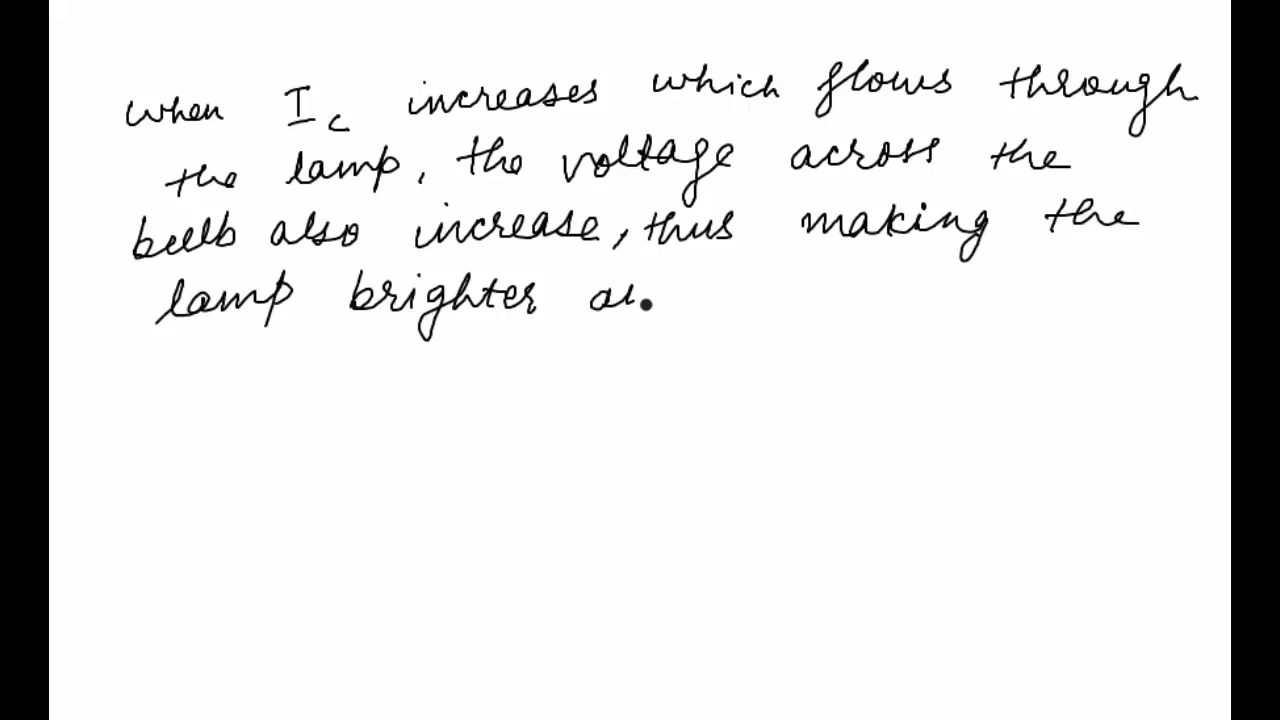 when I_c increases which flows through
the lamp, the voltage across the
bulb also increase, thus making the
lamp brighter